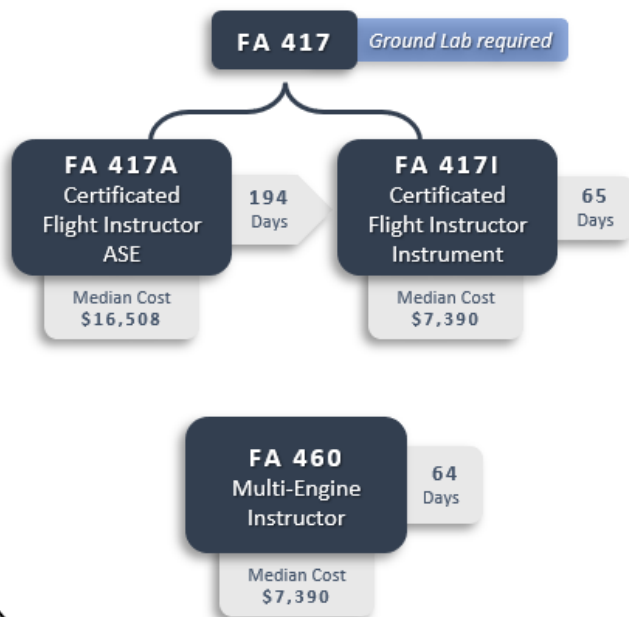 FA 417
Ground Lab required
FA 417A
Certificated
Flight Instructor
ASE
194
Days
Median Cost
$16,508
FA 417I
Certificated
Flight Instructor
Instrument
65
Days
Median Cost
$7,390
FA 460
Multi-Engine
Instructor
64
Days
Median Cost
$7,390